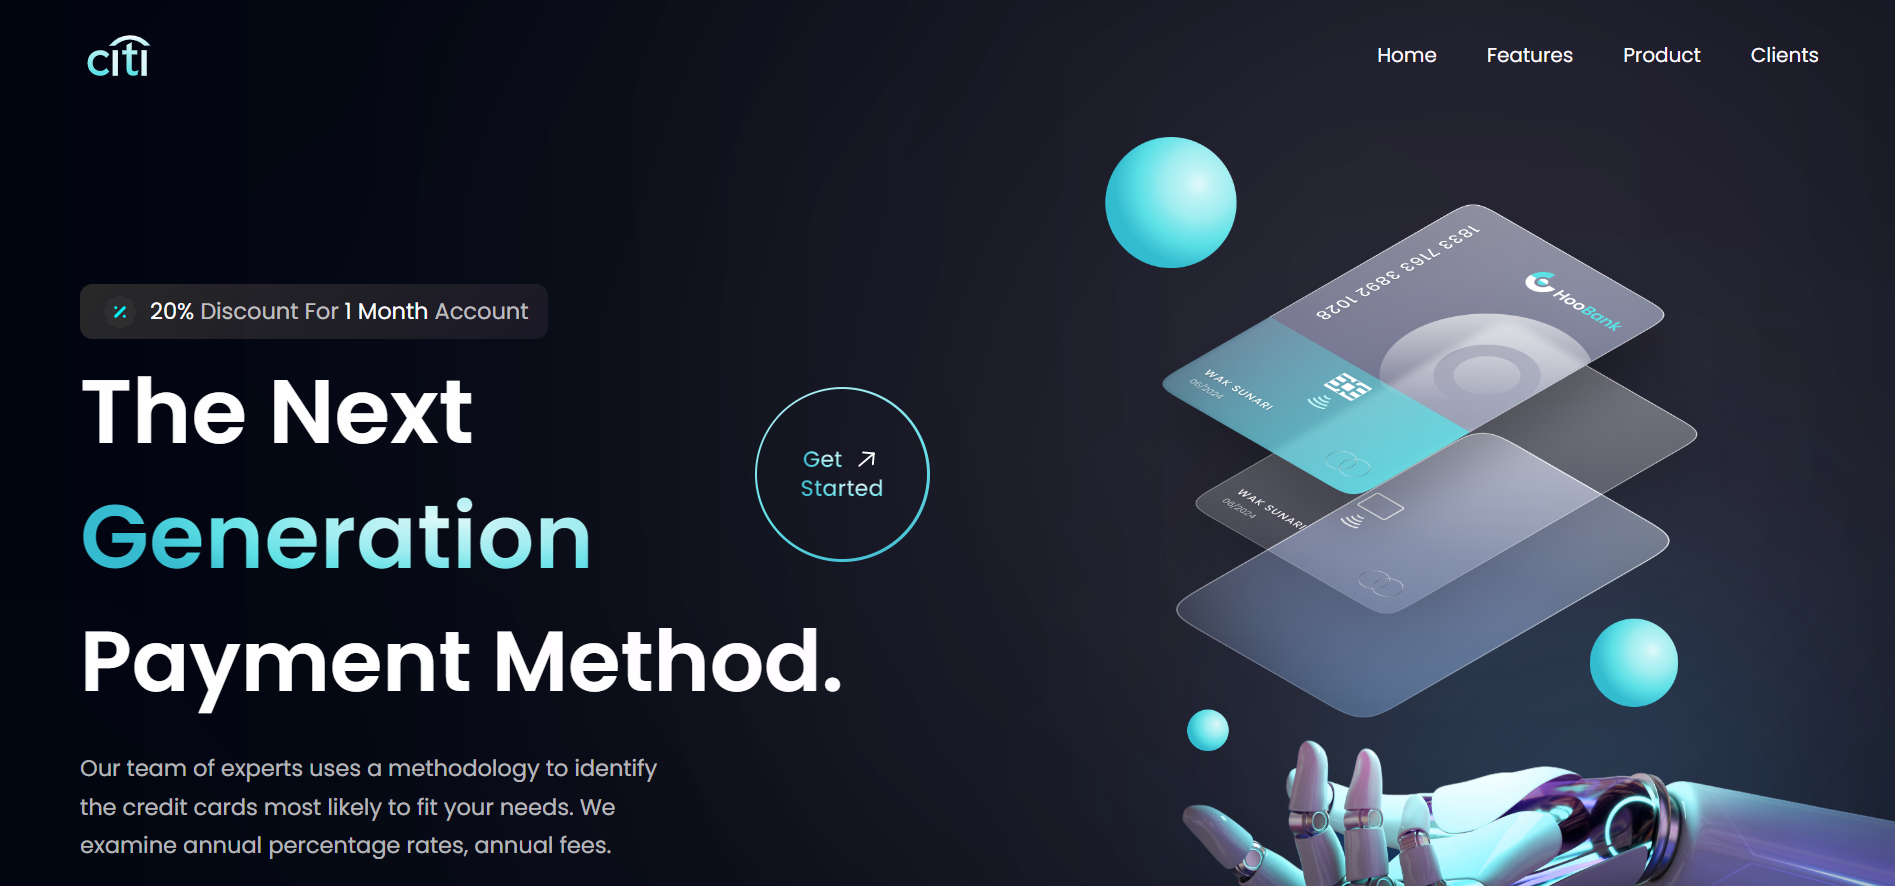 citi
Home Features Product Clients
20% Discount For 1 Month Account
The Next
Generation
Payment Method.
Get
Started
Our team of experts uses a methodology to identify
the credit cards most likely to fit your needs. We
examine annual percentage rates, annual fees.
1833 7163 3892 1028
HooBank
WAK SUNARI
06/2024
WAK SUNARI
06/2024